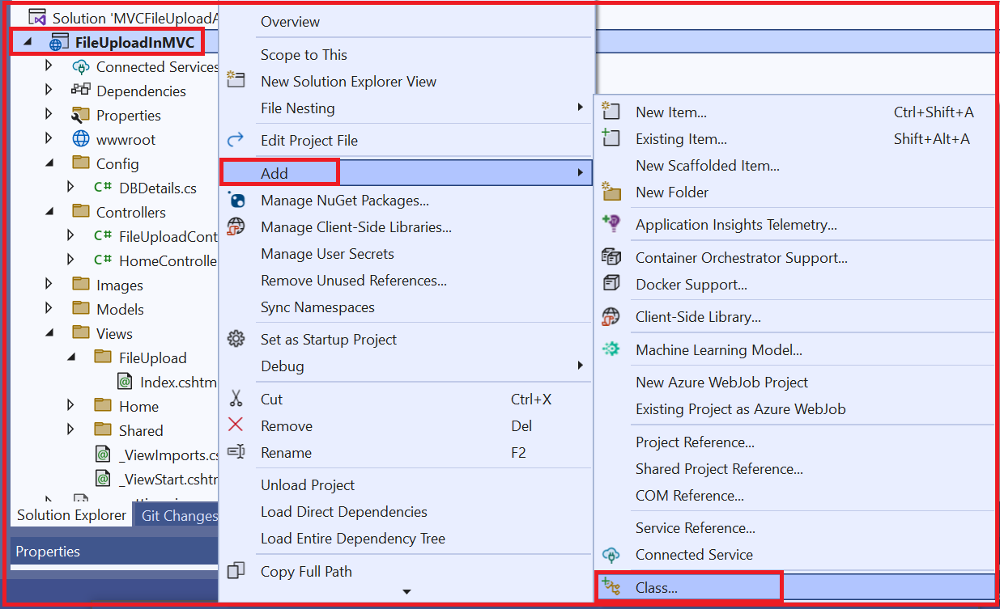 Solution 'MVCFileUploadA
FileUploadInMVC
Connected Services
Dependencies
Properties
wwwroot
Config
C# DBDetails.cs
Controllers
C# FileUploadCont
C# HomeControlle
Images
Models
Views
FileUpload
Index.cshtm
Home
Shared
_ViewImports.cs
_ViewStart.cshtm
Solution Explorer
Git Changes
Properties
Overview
Scope to This
New Solution Explorer View
File Nesting
Edit Project File
Add
Manage NuGet Packages...
Manage Client-Side Libraries...
Manage User Secrets
Remove Unused References...
Sync Namespaces
Set as Startup Project
Debug
Cut Ctrl+X
Remove Del
Rename F2
Unload Project
Load Direct Dependencies
Load Entire Dependency Tree
Copy Full Path
New Item... Ctrl+Shift+A
Existing Item... Shift+Alt+A
New Scaffolded Item...
New Folder
Application Insights Telemetry...
Container Orchestrator Support...
Docker Support...
Client-Side Library...
Machine Learning Model...
New Azure WebJob Project
Existing Project as Azure WebJob
Project Reference...
Shared Project Reference...
COM Reference...
Service Reference...
Connected Service
Class...